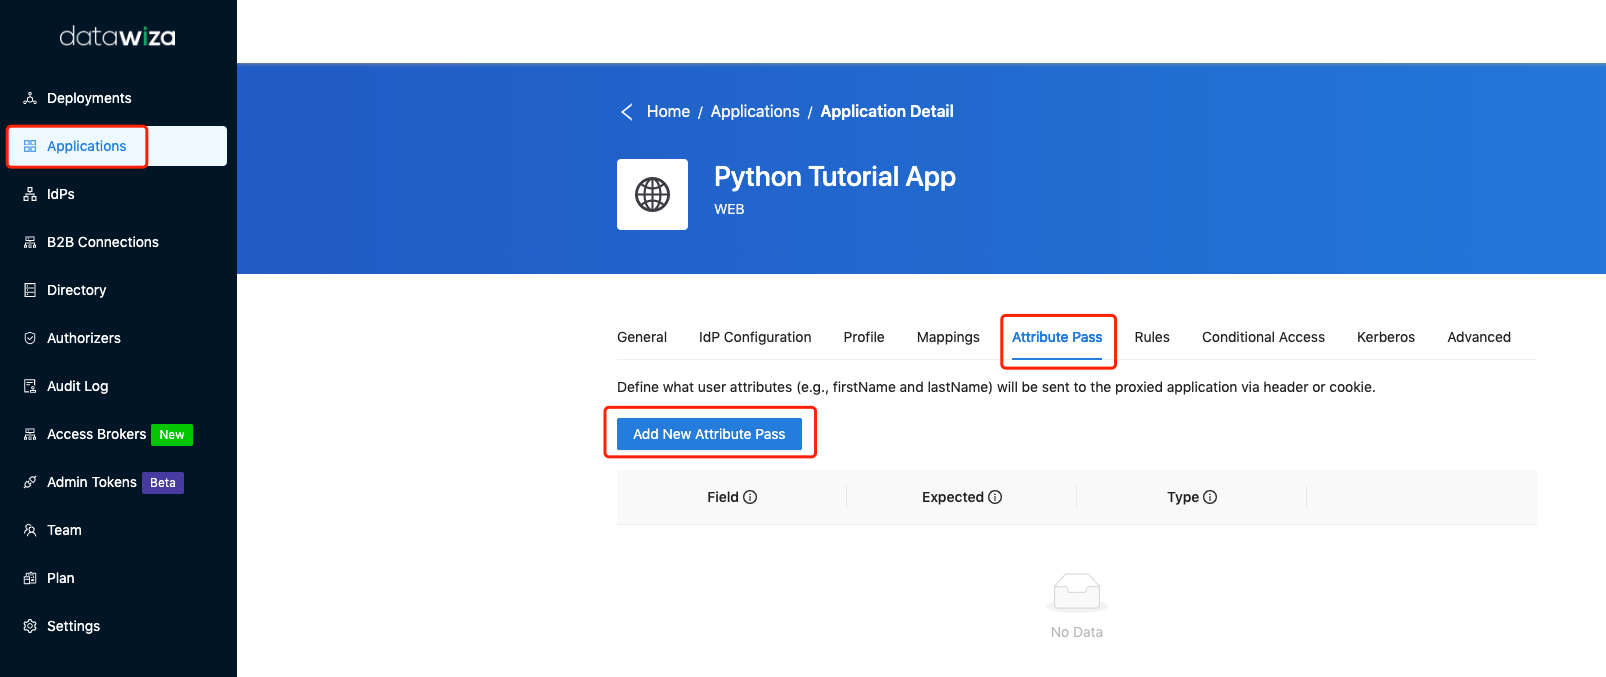 datawiza
Deployments
Applications
IdPs
B2B Connections
Directory
Authorizers
Audit Log
Access Brokers New
Admin Tokens Beta
Team
Plan
Settings
Home / Applications / Application Detail
Python Tutorial App
WEB
General IdP Configuration Profile Mappings Attribute Pass Rules Conditional Access Kerberos Advanced
Define what user attributes (e.g., firstName and lastName) will be sent to the proxied application via header or cookie.
Add New Attribute Pass
Field Expected Type
No Data